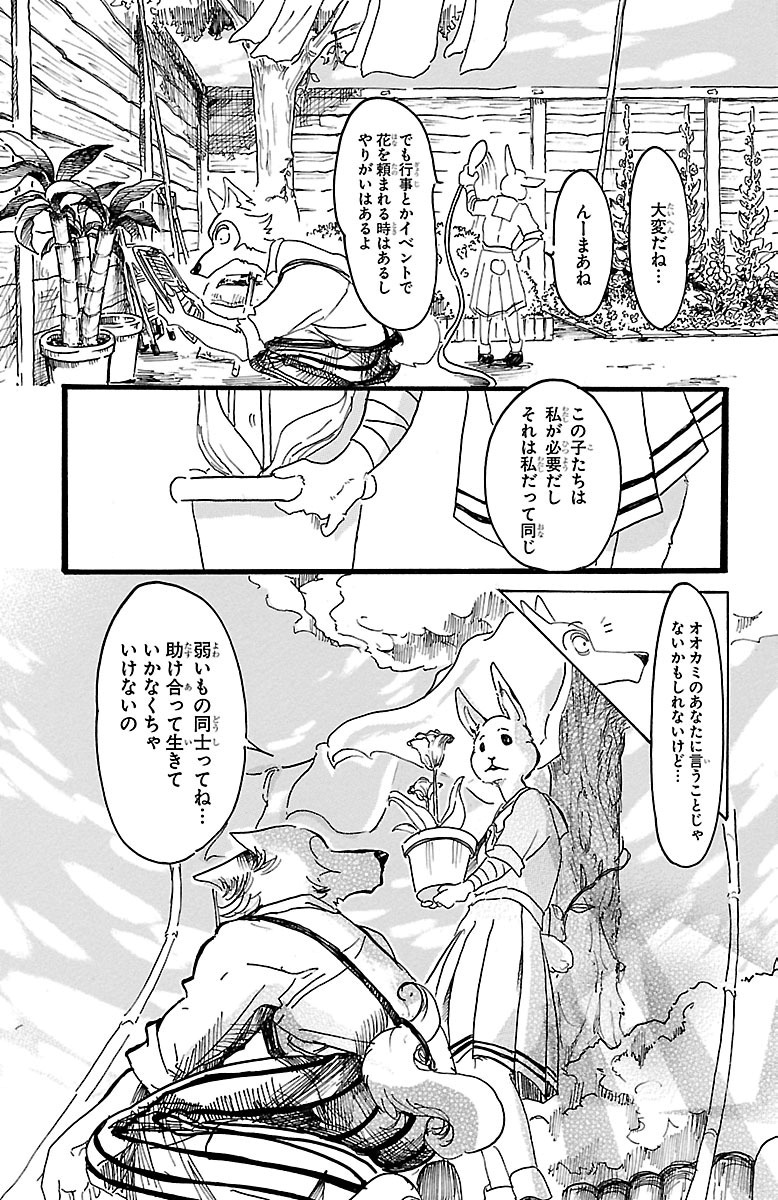 大変だね…
んーまあね
でも行事とかイベントで
花を頼まれる時はあるし
やりがいはあるよ
この子たちは
私が必要だし
それは私だって同じ
オオカミのあなたに言うことじゃ
ないかもしれないけど…
弱いもの同士ってね…
助け合って生きて
いかなくちゃ
いけないの